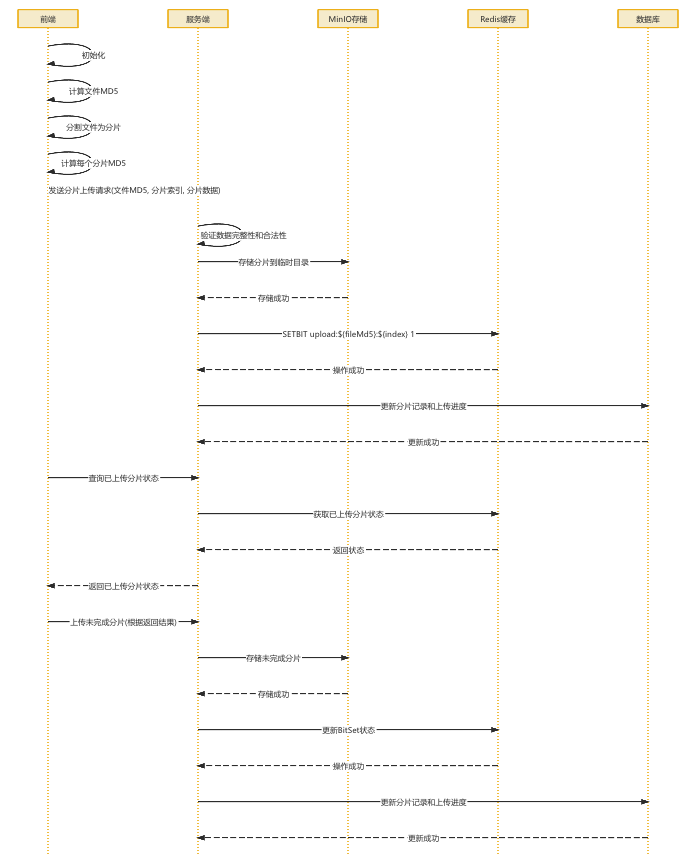 前端
服务端
MinIO存储
Redis缓存
数据库
初始化
计算文件MD5
分割文件为分片
计算每个分片MD5
发送分片上传请求(文件MD5, 分片索引, 分片数据)
验证数据完整性和合法性
存储分片到临时目录
存储成功
SETBIT upload:${fileMd5}:${index} 1
操作成功
更新分片记录和上传进度
更新成功
查询已上传分片状态
获取已上传分片状态
返回状态
返回已上传分片状态
上传未完成分片(根据返回结果)
存储未完成分片
存储成功
更新BitSet状态
操作成功
更新分片记录和上传进度
更新成功